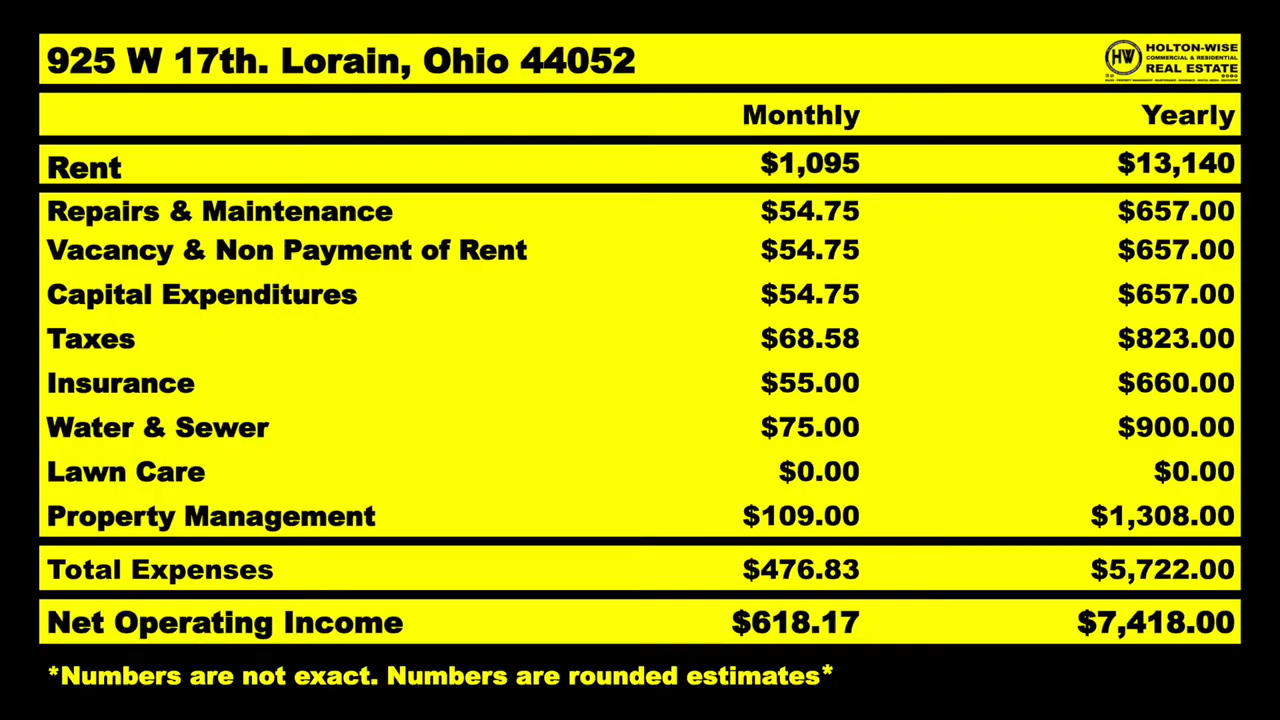 925 W 17th. Lorain, Ohio 44052
HW
HOLTON-WISE
COMMERCIAL & RESIDENTIAL
REAL ESTATE
Monthly Yearly
Rent $1,095 $13,140
Repairs & Maintenance $54.75 $657.00
Vacancy & Non Payment of Rent $54.75 $657.00
Capital Expenditures $54.75 $657.00
Taxes $68.58 $823.00
Insurance $55.00 $660.00
Water & Sewer $75.00 $900.00
Lawn Care $0.00 $0.00
Property Management $109.00 $1,308.00
Total Expenses $476.83 $5,722.00
Net Operating Income $618.17 $7,418.00
*Numbers are not exact. Numbers are rounded estimates*